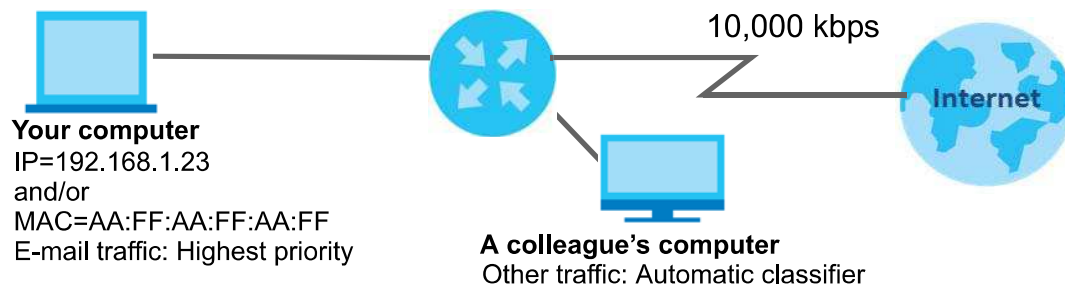 10,000 kbps
Internet
Your computer
IP=192.168.1.23
and/or
MAC=AA:FF:AA:FF:AA:FF
E-mail traffic: Highest priority
A colleague's computer
Other traffic: Automatic classifier